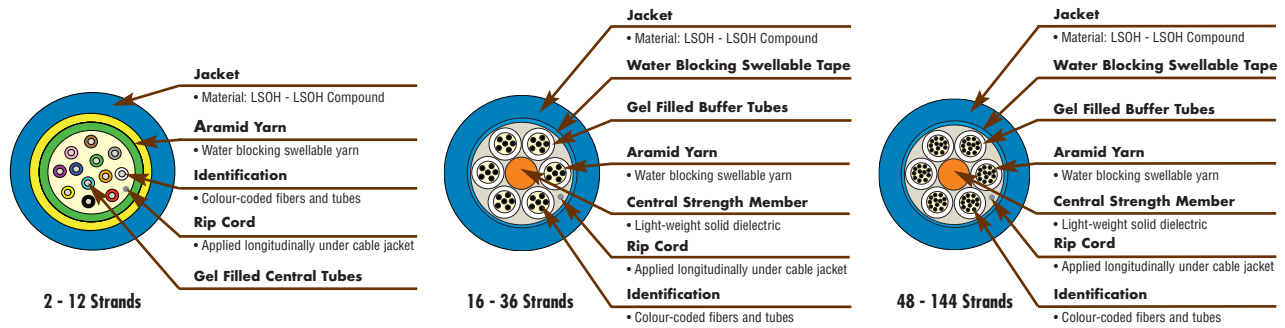 Jacket
• Material: LSOH - LSOH Compound
Aramid Yarn
• Water blocking swellable yarn
Identification
• Colour-coded fibers and tubes
Rip Cord
• Applied longitudinally under cable jacket
Gel Filled Central Tubes
2 - 12 Strands
Jacket
• Material: LSOH - LSOH Compound
Water Blocking Swellable Tape
Gel Filled Buffer Tubes
Aramid Yarn
• Water blocking swellable yarn
Central Strength Member
• Light-weight solid dielectric
Rip Cord
• Applied longitudinally under cable jacket
Identification
• Colour-coded fibers and tubes
16 - 36 Strands
Jacket
• Material: LSOH - LSOH Compound
Water Blocking Swellable Tape
Gel Filled Buffer Tubes
Aramid Yarn
• Water blocking swellable yarn
Central Strength Member
• Light-weight solid dielectric
Rip Cord
• Applied longitudinally under cable jacket
Identification
• Colour-coded fibers and tubes
48 - 144 Strands